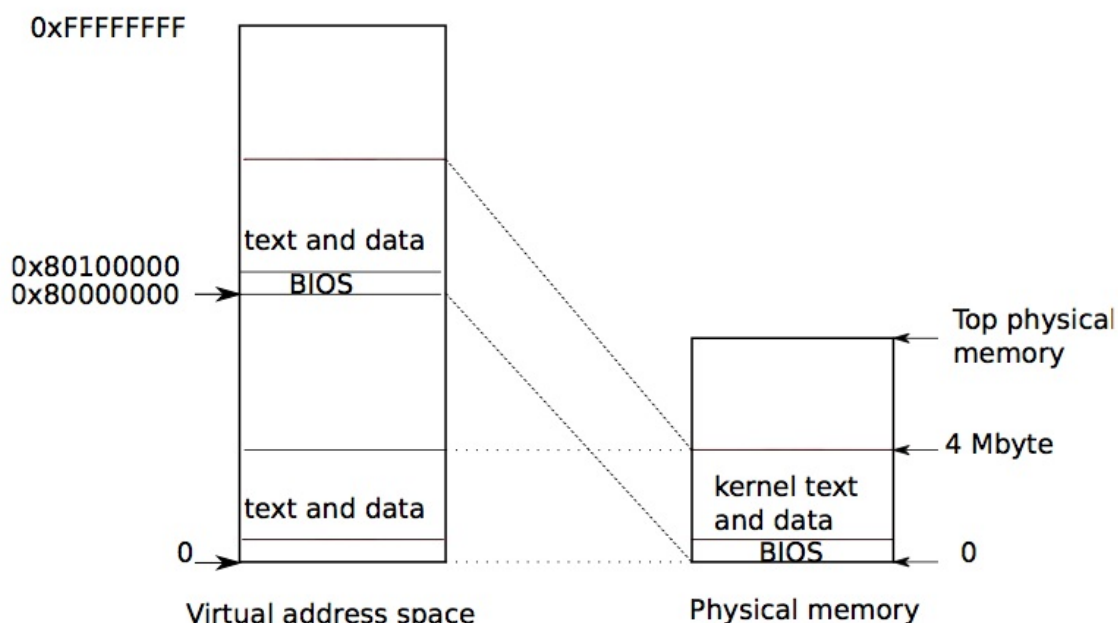 0xFFFFFFFF
text and data
0x80100000
BIOS
0x80000000
Top physical
memory
4 Mbyte
kernel text
and data
text and data
BIOS
0
0
Virtual address space
Physical memory